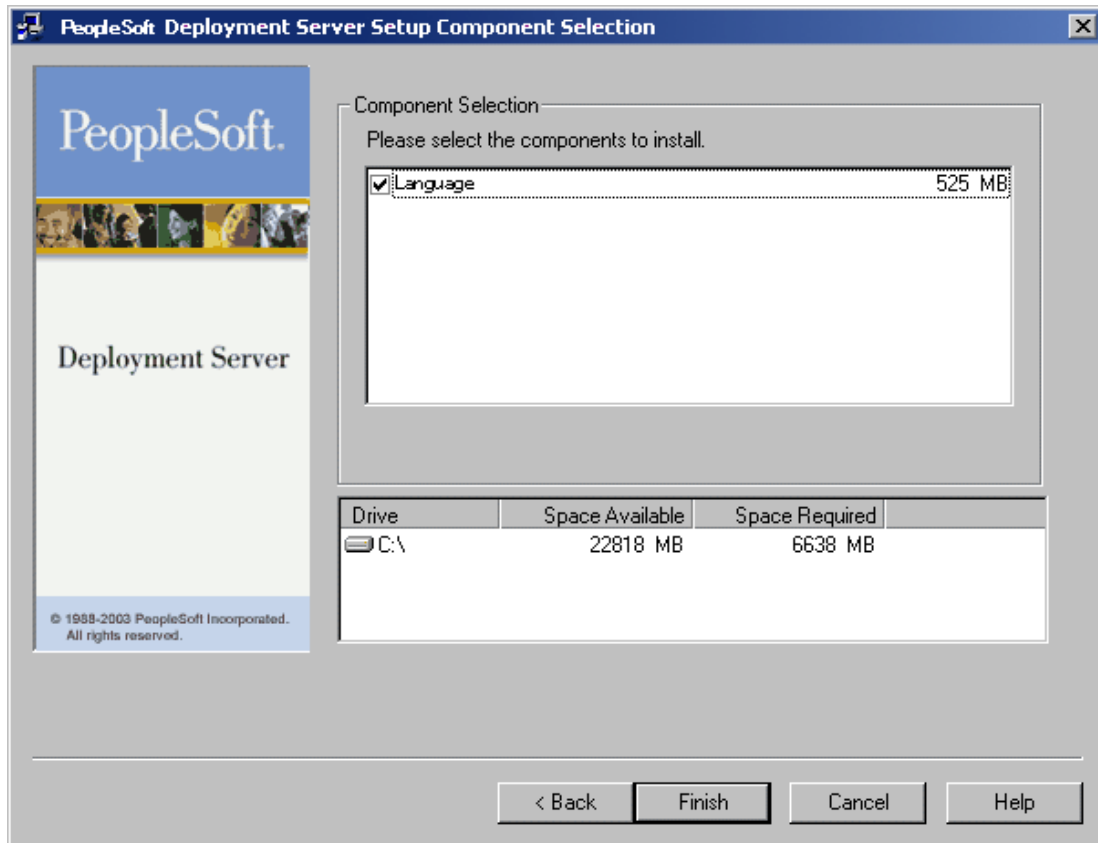 PeopleSoft Deployment Server Setup Component Selection
PeopleSoft.
Deployment Server
© 1988-2003 PeopleSoft Incorporated.
All rights reserved.
Component Selection
Please select the components to install.
Language 525 MB
Drive Space Available Space Required
C:\ 22818 MB 6638 MB
< Back Finish Cancel Help